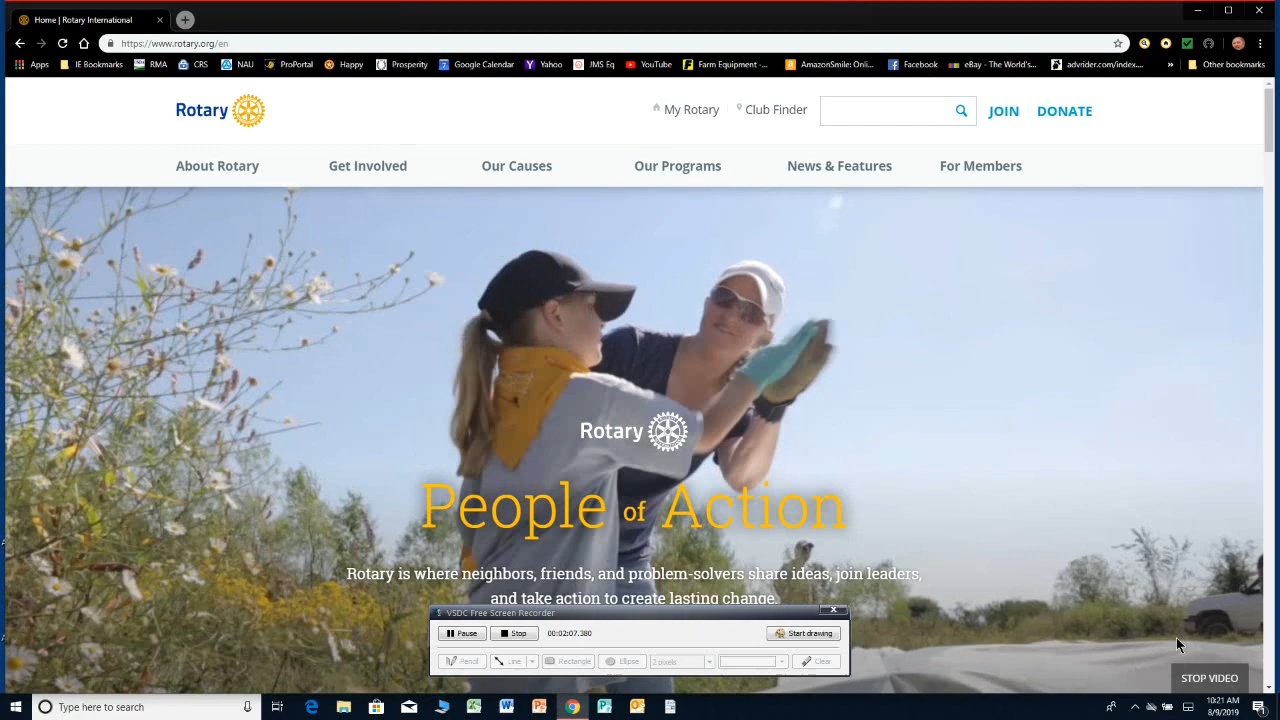 Home | Rotary International
https://www.rotary.org/en
Apps IE Bookmarks RMA CRS NAU ProPortal Happy Prosperity Google Calendar Yahoo JMS Eq YouTube Farm Equipment -... AmazonSmile: Onli... Facebook eBay - The World's... advrider.com/index.... » Other bookmarks
Rotary My Rotary Club Finder JOIN DONATE
About Rotary Get Involved Our Causes Our Programs News & Features For Members
Rotary
People of Action
Rotary is where neighbors, friends, and problem-solvers share ideas, join leaders,
and take action to create lasting change.
VSDC Free Screen Recorder
Pause Stop 00:02:07.380 Start drawing
Pencil Line Rectangle Ellipse 2 pixels Clear
STOP VIDEO
Type here to search
10:21 AM
8/9/2019